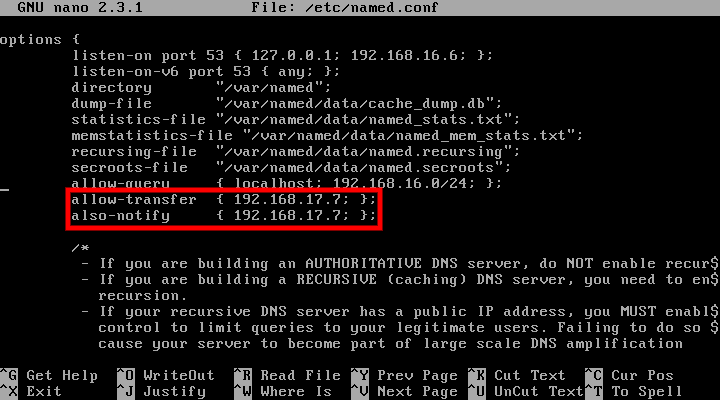 GNU nano 2.3.1 File: /etc/named.conf
options {
listen-on port 53 { 127.0.0.1; 192.168.16.6; };
listen-on-v6 port 53 { any; };
directory "/var/named";
dump-file "/var/named/data/cache_dump.db";
statistics-file "/var/named/data/named_stats.txt";
memstatistics-file "/var/named/data/named_mem_stats.txt";
recursing-file "/var/named/data/named.recursing";
secroots-file "/var/named/data/named.secroots";
allow-query { localhost; 192.168.16.0/24; };
allow-transfer { 192.168.17.7; };
also-notify { 192.168.17.7; };
/*
- If you are building an AUTHORITATIVE DNS server, do NOT enable recur$
- If you are building a RECURSIVE (caching) DNS server, you need to en$
recursion.
- If your recursive DNS server has a public IP address, you MUST enabl$
control to limit queries to your legitimate users. Failing to do so $
cause your server to become part of large scale DNS amplification
^G Get Help ^O WriteOut ^R Read File ^Y Prev Page ^K Cut Text ^C Cur Pos
^X Exit ^J Justify ^W Where Is ^V Next Page ^U UnCut Text ^T To Spell